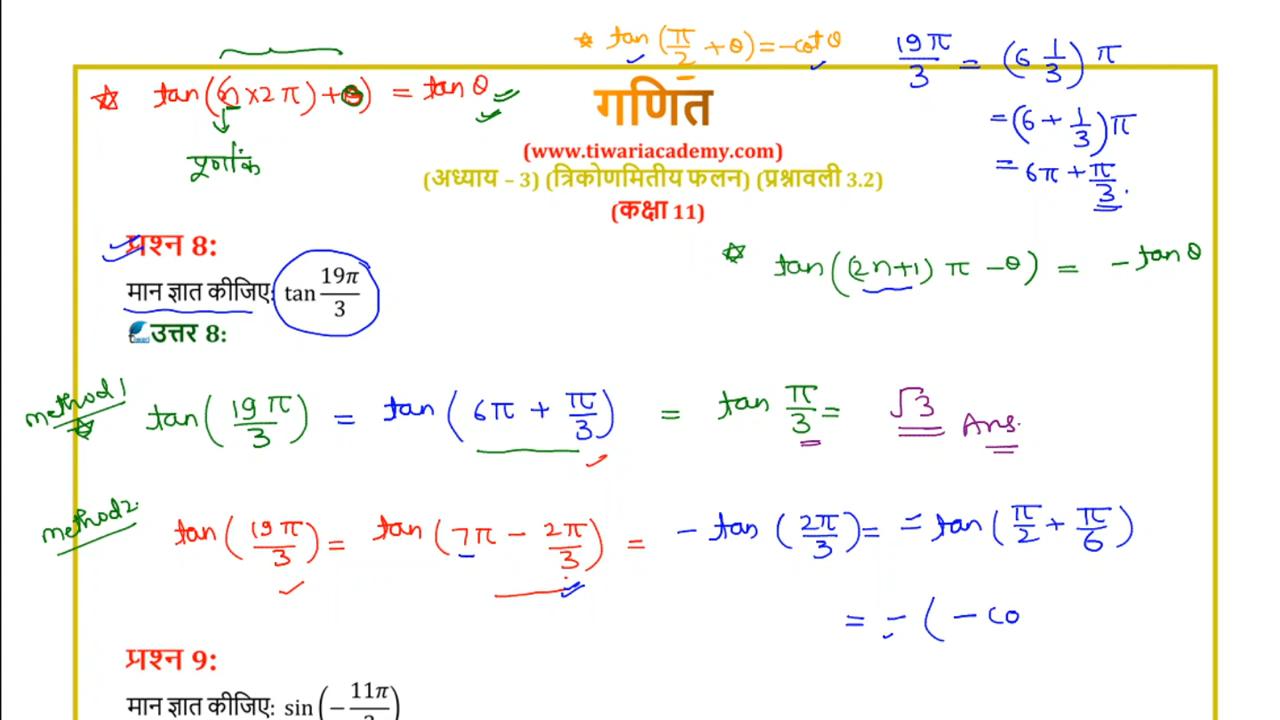 ☆ tan(π/2 + θ) = -cot θ
19π/3 = (6 1/3) π
= (6 + 1/3) π
= 6π + π/3.
☆ tan(n × 2π) + θ) = tan θ
पूर्णांक
गणित
(www.tiwariacademy.com)
(अध्याय – 3) (त्रिकोणमितीय फलन) (प्रश्नावली 3.2)
(कक्षा 11)
प्रश्न 8:
मान ज्ञात कीजिए: tan 19π/3
☆ tan((2n+1) π - θ) = - tan θ
उत्तर 8:
method 1 tan(19π/3) = tan(6π + π/3) = tan π/3 = √3 Ans.
method 2. tan(19π/3) = tan(7π - 2π/3) = - tan(2π/3) = = tan(π/2 + π/6)
= - ( - co
प्रश्न 9:
मान ज्ञात कीजिए: sin(-11π/3)